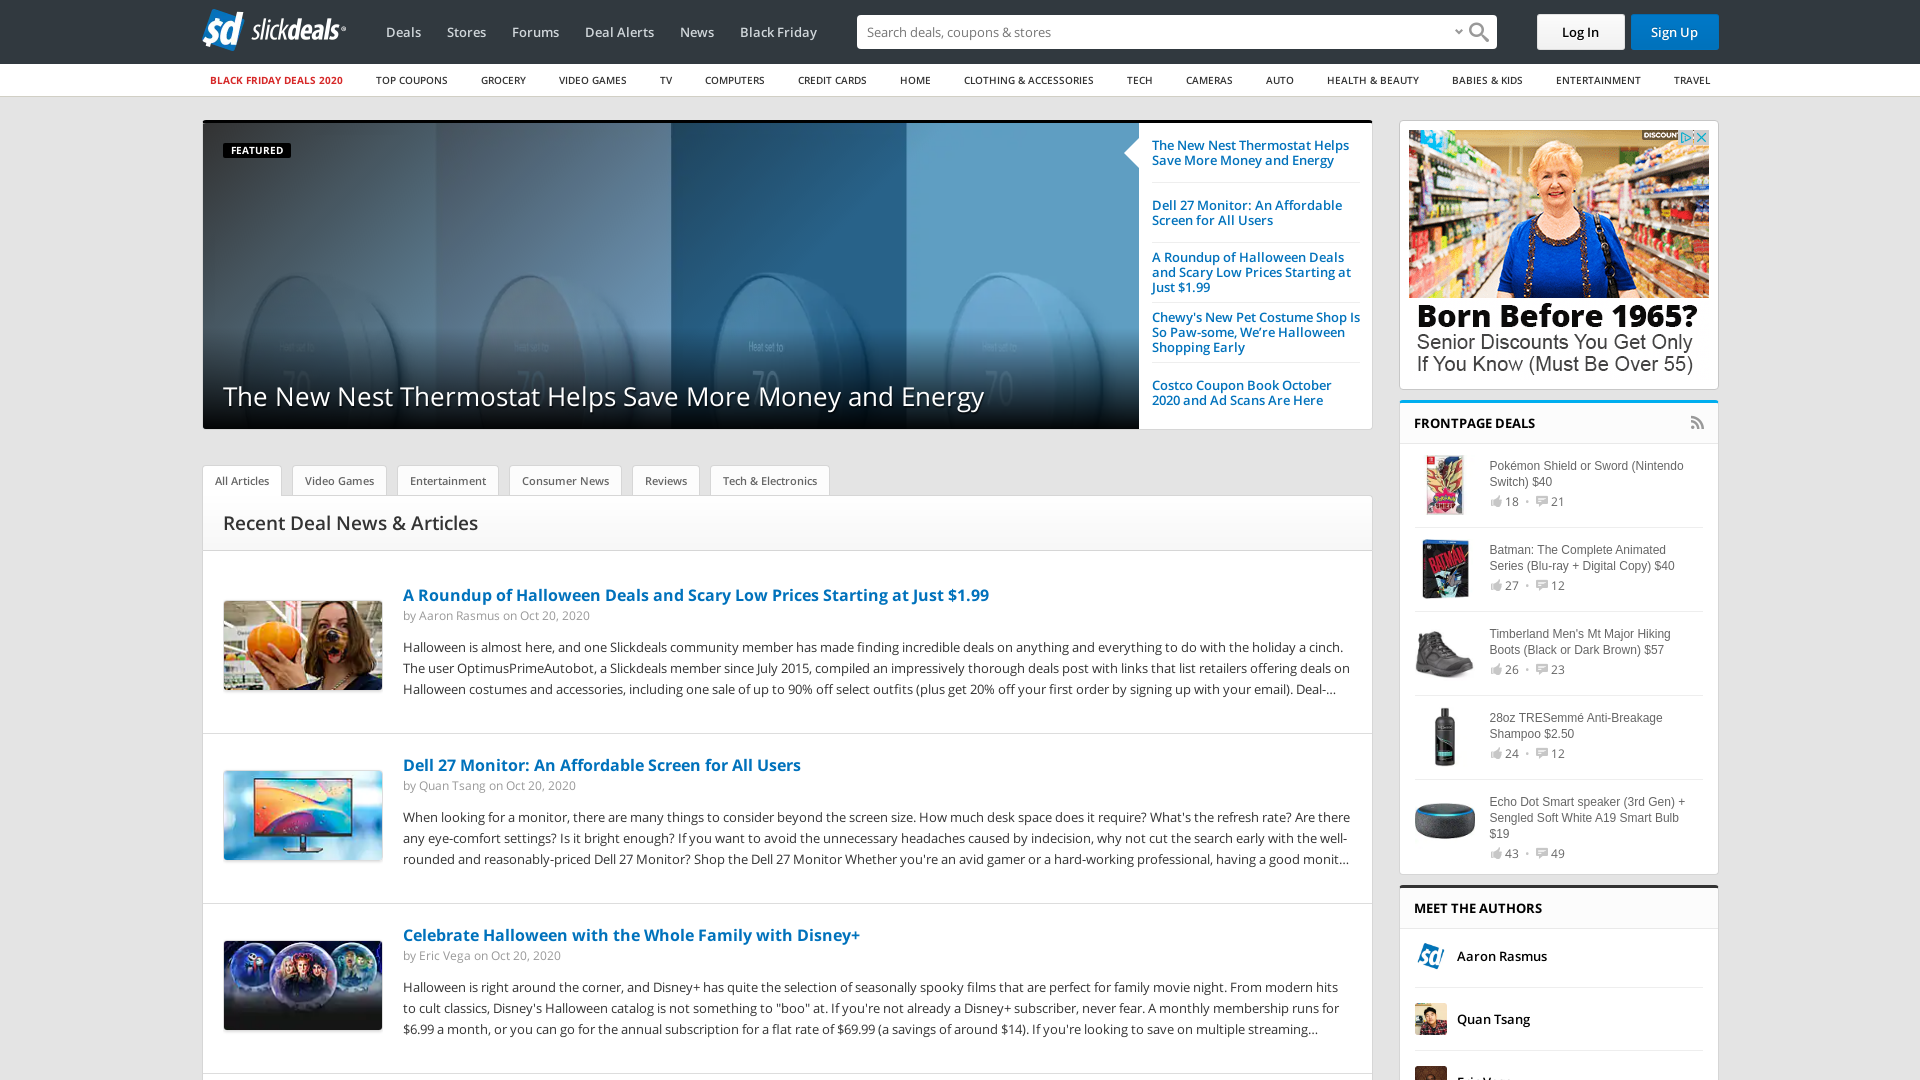 sd slickdeals
Deals
Stores
Forums
Deal Alerts
News
Black Friday
Search deals, coupons & stores
Log In
Sign Up
BLACK FRIDAY DEALS 2020
TOP COUPONS
GROCERY
VIDEO GAMES
TV
COMPUTERS
CREDIT CARDS
HOME
CLOTHING & ACCESSORIES
TECH
CAMERAS
AUTO
HEALTH & BEAUTY
BABIES & KIDS
ENTERTAINMENT
TRAVEL
FEATURED
Heat set to
70
The New Nest Thermostat Helps Save More Money and Energy
The New Nest Thermostat Helps
Save More Money and Energy
Dell 27 Monitor: An Affordable
Screen for All Users
A Roundup of Halloween Deals
and Scary Low Prices Starting at
Just $1.99
Chewy's New Pet Costume Shop Is
So Paw-some, We’re Halloween
Shopping Early
Costco Coupon Book October
2020 and Ad Scans Are Here
All Articles
Video Games
Entertainment
Consumer News
Reviews
Tech & Electronics
Recent Deal News & Articles
A Roundup of Halloween Deals and Scary Low Prices Starting at Just $1.99
by Aaron Rasmus on Oct 20, 2020
Halloween is almost here, and one Slickdeals community member has made finding incredible deals on anything and everything to do with the holiday a cinch.
The user OptimusPrimeAutobot, a Slickdeals member since July 2015, compiled an impressively thorough deals post with links that list retailers offering deals on
Halloween costumes and accessories, including one sale of up to 90% off select outfits (plus get 20% off your first order by signing up with your email). Deal-...
Dell 27 Monitor: An Affordable Screen for All Users
by Quan Tsang on Oct 20, 2020
When looking for a monitor, there are many things to consider beyond the screen size. How much desk space does it require? What's the refresh rate? Are there
any eye-comfort settings? Is it bright enough? If you want to avoid the unnecessary headaches caused by indecision, why not cut the search early with the well-
rounded and reasonably-priced Dell 27 Monitor? Shop the Dell 27 Monitor Whether you're an avid gamer or a hard-working professional, having a good monit...
Celebrate Halloween with the Whole Family with Disney+
by Eric Vega on Oct 20, 2020
Halloween is right around the corner, and Disney+ has quite the selection of seasonally spooky films that are perfect for family movie night. From modern hits
to cult classics, Disney's Halloween catalog is not something to "boo" at. If you're not already a Disney+ subscriber, never fear. A monthly membership runs for
$6.99 a month, or you can go for the annual subscription for a flat rate of $69.99 (a savings of around $14). If you're looking to save on multiple streaming...
DISCOUN
Born Before 1965?
Senior Discounts You Get Only
If You Know (Must Be Over 55)
FRONTPAGE DEALS
Pokémon Shield or Sword (Nintendo
Switch) $40
18 • 21
Batman: The Complete Animated
Series (Blu-ray + Digital Copy) $40
27 • 12
Timberland Men's Mt Major Hiking
Boots (Black or Dark Brown) $57
26 • 23
28oz TRESemmé Anti-Breakage
Shampoo $2.50
24 • 12
Echo Dot Smart speaker (3rd Gen) +
Sengled Soft White A19 Smart Bulb
$19
43 • 49
MEET THE AUTHORS
sd
Aaron Rasmus
Quan Tsang